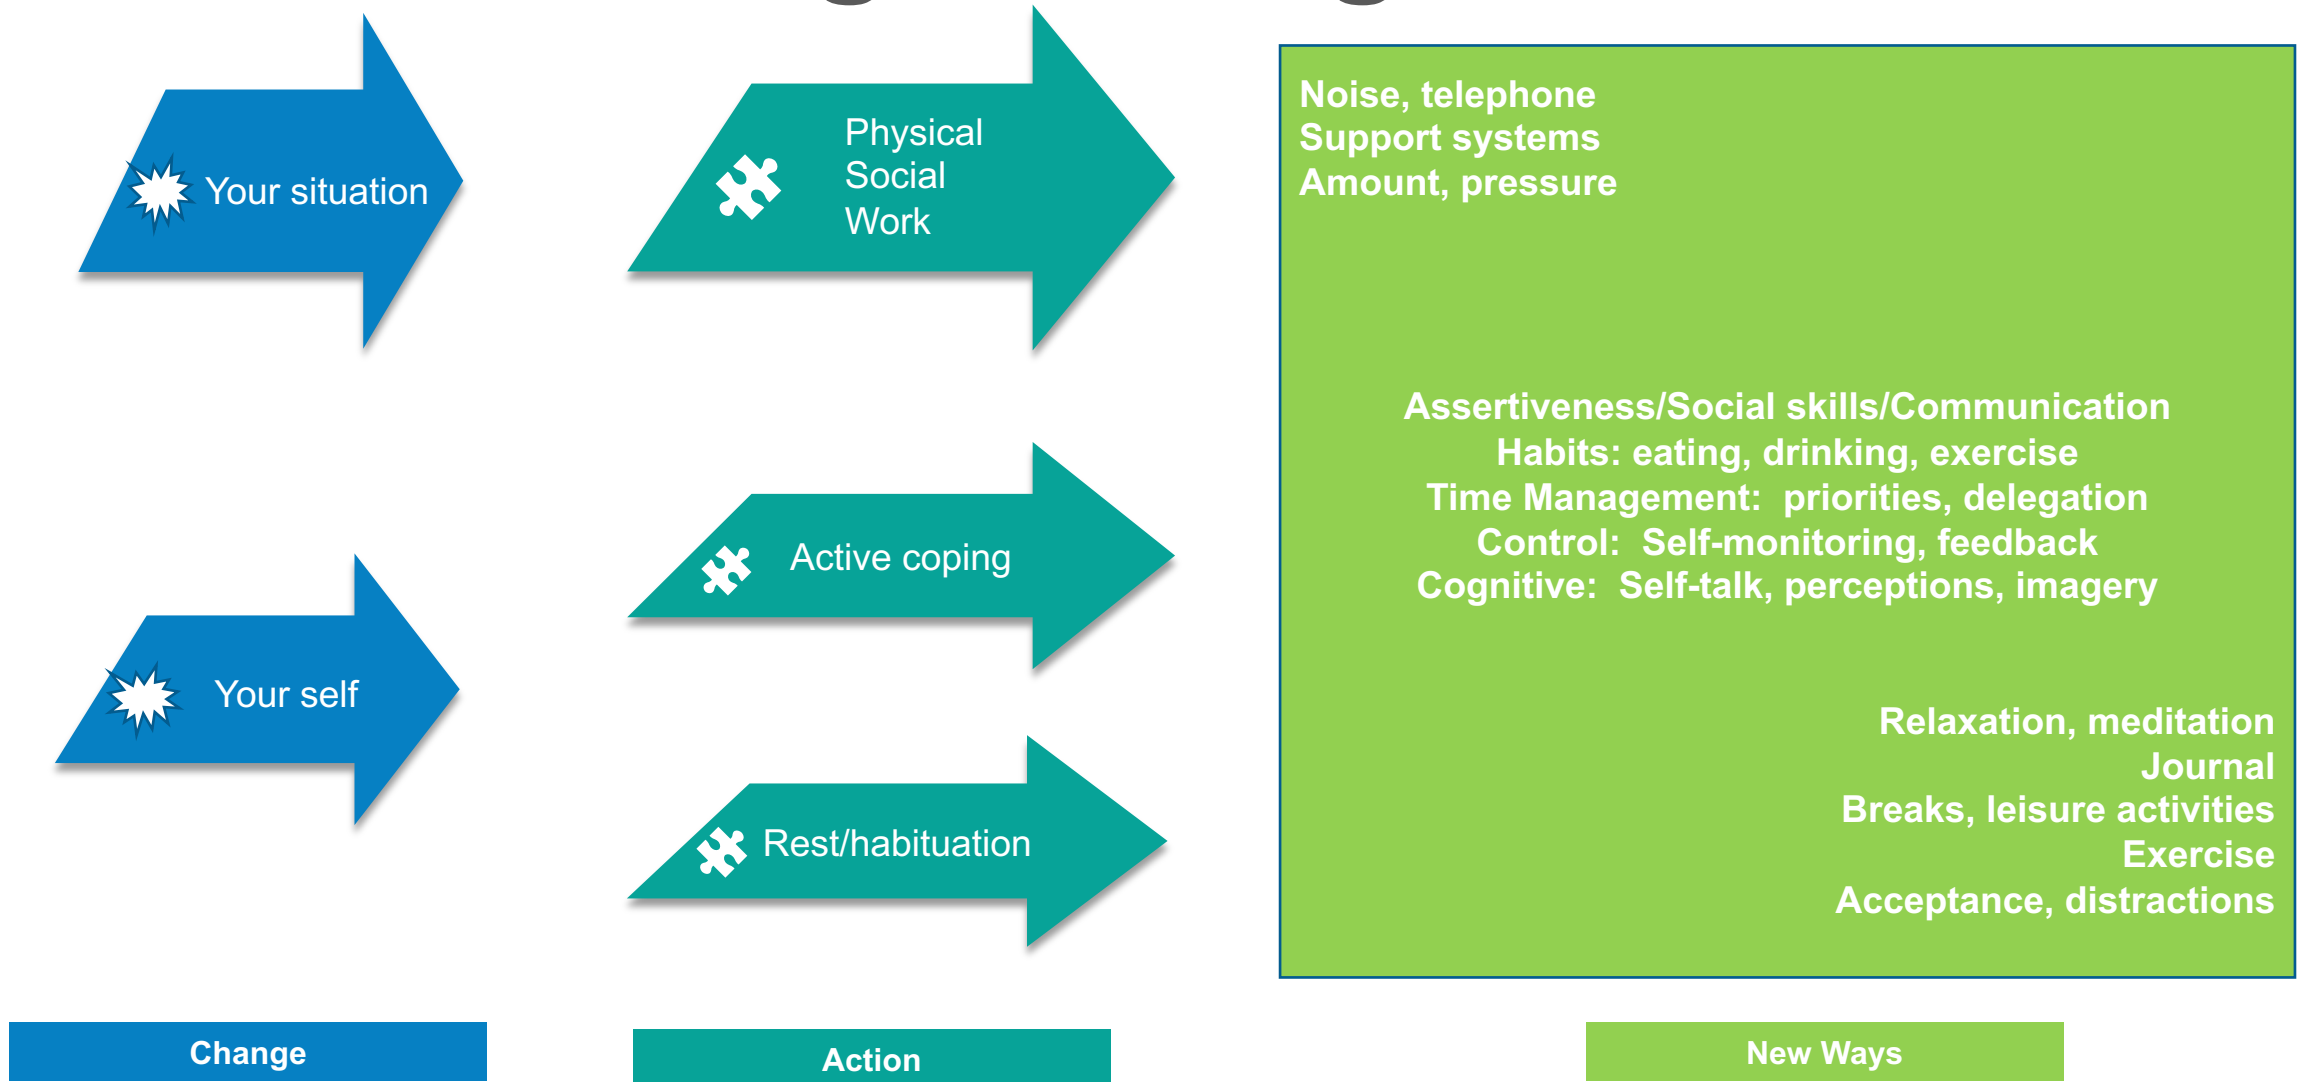 Your situation
Physical
Social
Work
Noise, telephone
Support systems
Amount, pressure
Your self
Active coping
Assertiveness/Social skills/Communication
Habits: eating, drinking, exercise
Time Management:  priorities, delegation
Control:  Self-monitoring, feedback
Cognitive:  Self-talk, perceptions, imagery
Rest/habituation
Relaxation, meditation
Journal
Breaks, leisure activities
Exercise
Acceptance, distractions
Change
Action
New Ways